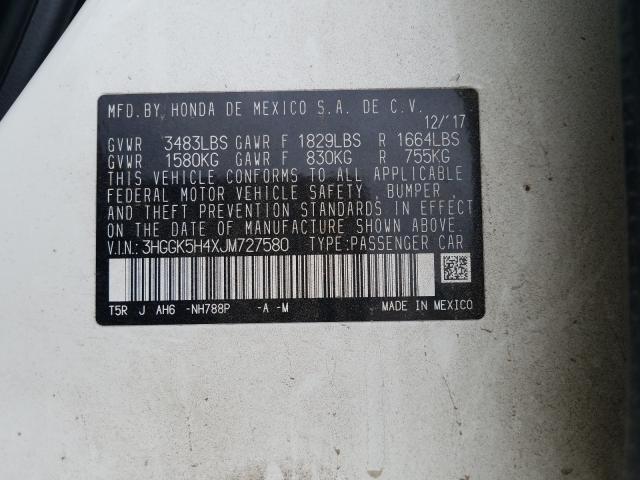 MFD.BY HONDA DE MEXICO S.A. DE C.V.
12/'17
GVWR 3483LBS GAWR F 1829LBS R 1664LBS
GVWR 1580KG GAWR F 830KG R 755KG
THIS VEHICLE CONFORMS TO ALL APPLICABLE
FEDERAL MOTOR VEHICLE SAFETY, BUMPER
AND THEFT PREVENTION STANDARDS IN EFFECT
ON THE DATE OF MANUFACTURE SHOWN ABOVE.
V.I.N.: 3HGGK5H4XJM727580 TYPE:PASSENGER CAR
T5R J AH6 -NH788P -A -M MADE IN MEXICO